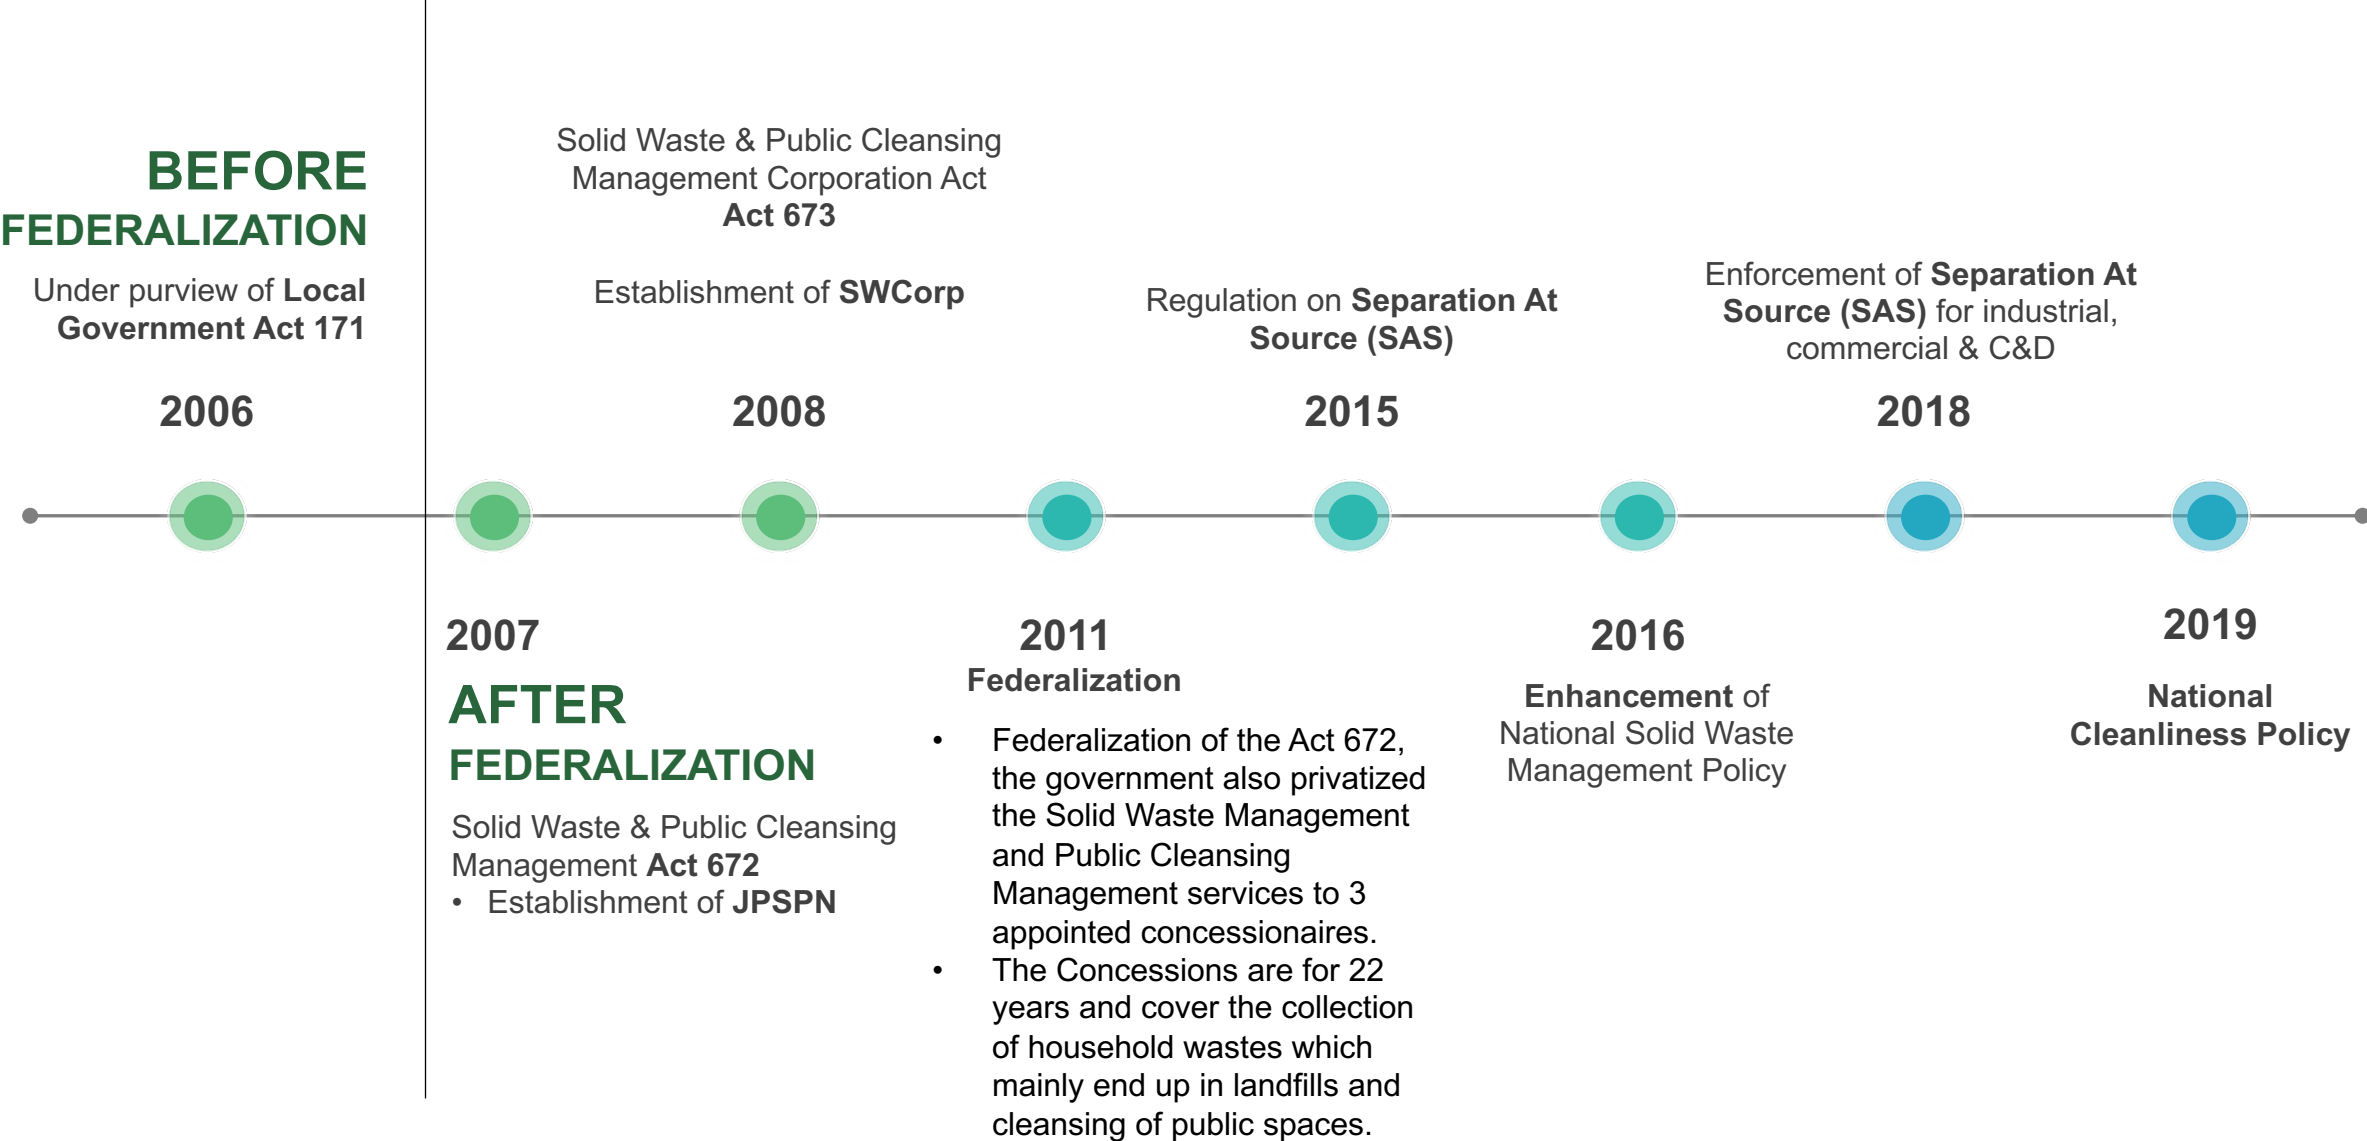 BEFORE
FEDERALIZATION
Under purview of Local
Government Act 171
2006
2007
AFTER
FEDERALIZATION
Solid Waste & Public Cleansing
Management Act 672
• Establishment of JPSPN
Solid Waste & Public Cleansing
Management Corporation Act
Act 673
Establishment of SWCorp
2008
2011
Federalization
• Federalization of the Act 672,
the government also privatized
the Solid Waste Management
and Public Cleansing
Management services to 3
appointed concessionaires.
• The Concessions are for 22
years and cover the collection
of household wastes which
mainly end up in landfills and
cleansing of public spaces.
Regulation on Separation At
Source (SAS)
2015
2016
Enhancement of
National Solid Waste
Management Policy
Enforcement of Separation At
Source (SAS) for industrial,
commercial & C&D
2018
2019
National
Cleanliness Policy